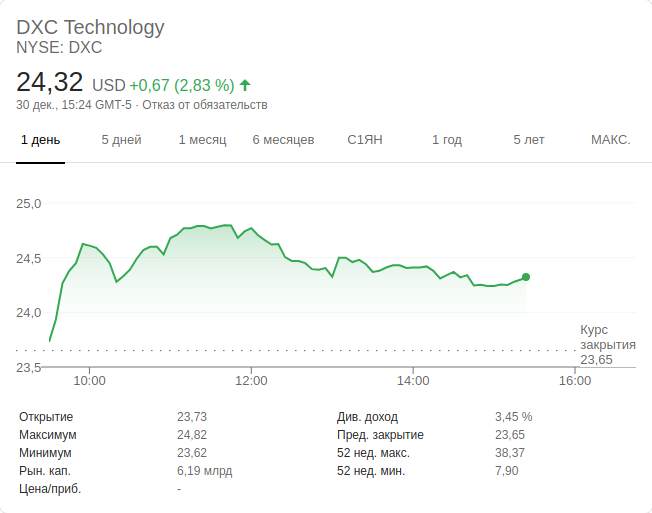 DXC Technology
NYSE: DXC
24,32 USD +0,67 (2,83 %)
30 дек., 15:24 GMT-5 · Отказ от обязательств
1 день 5 дней 1 месяц 6 месяцев С1ЯН 1 год 5 лет МАКС.
25,0
24,5
24,0
23,5
Курс
закрытия
23,65
10:00 12:00 14:00 16:00
Открытие 23,73
Максимум 24,82
Минимум 23,62
Рын. кап. 6,19 млрд
Цена/приб. -
Див. доход 3,45 %
Пред. закрытие 23,65
52 нед. макс. 38,37
52 нед. мин. 7,90